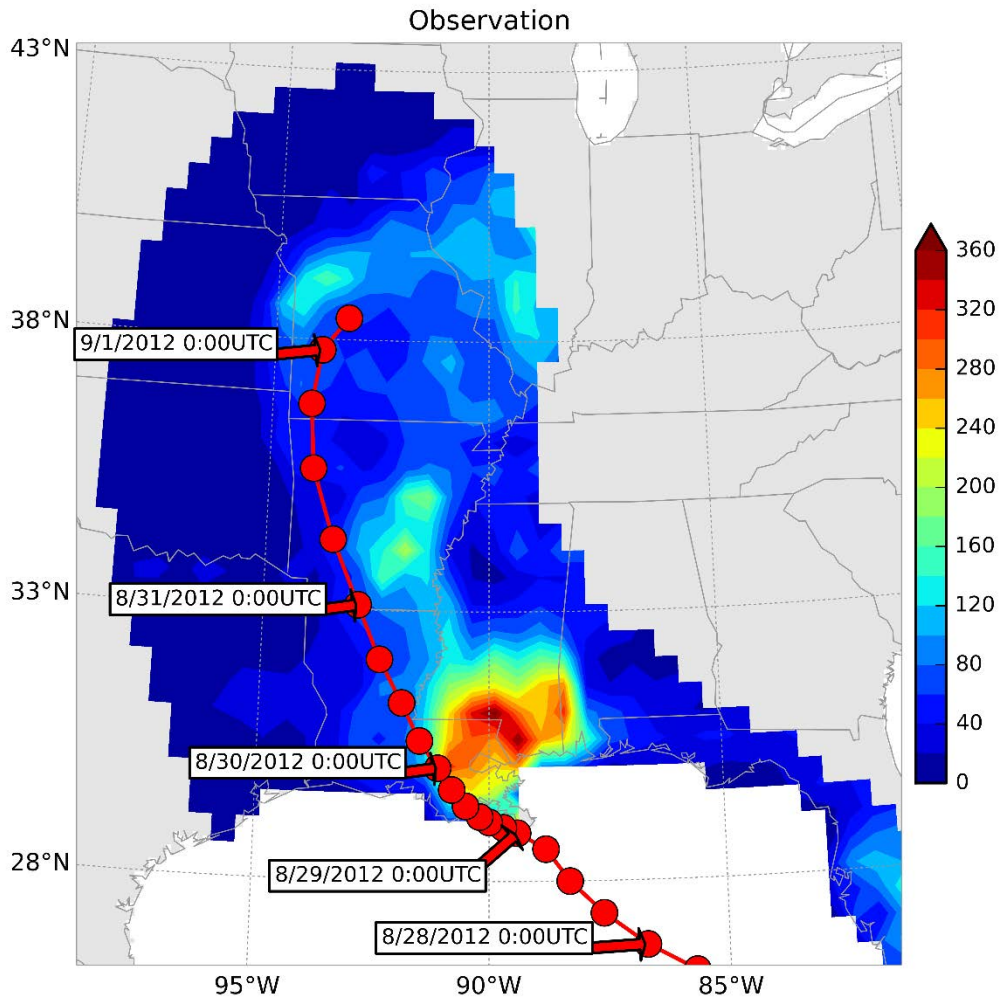 Observation
43°N
38°N
33°N
28°N
9/1/2012 0:00UTC
8/31/2012 0:00UTC
8/30/2012 0:00UTC
8/29/2012 0:00UTC
8/28/2012 0:00UTC
95°W
90°W
85°W
360
320
280
240
200
160
120
80
40
0